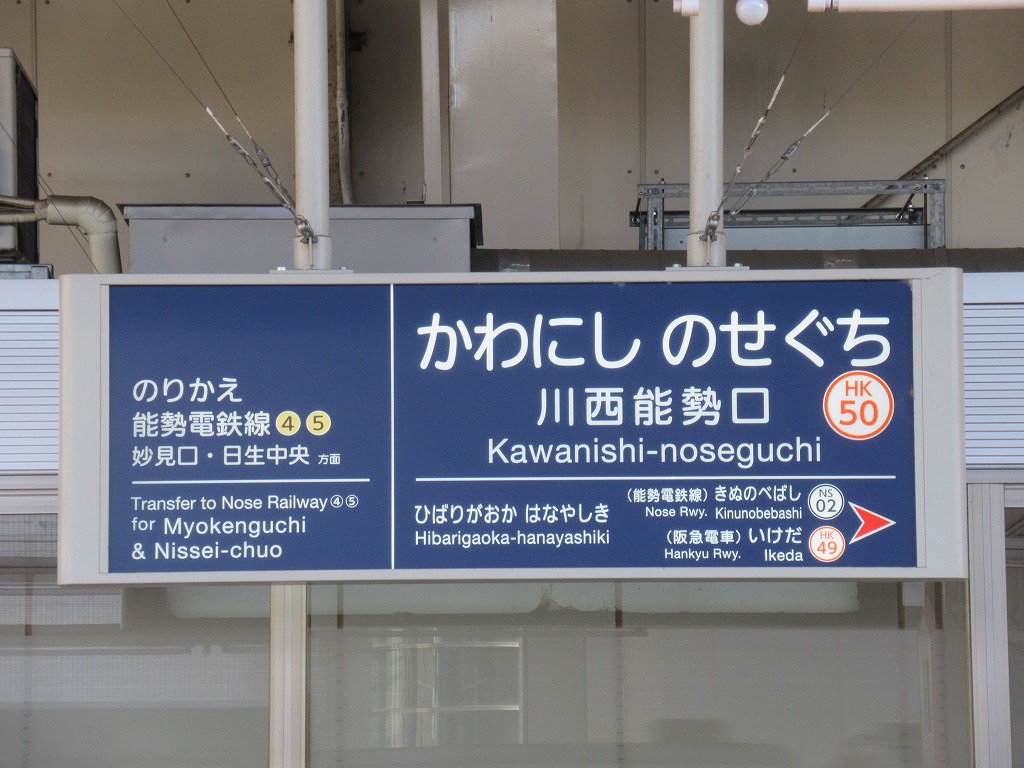 のりかえ
能勢電鉄線④⑤
妙見口・日生中央 方面
Transfer to Nose Railway④⑤
for Myokenguchi
& Nissei-chuo
かわにし のせぐち
川西能勢口
HK
50
Kawanishi-noseguchi
ひばりがおか はなやしき
Hibarigaoka-hanayashiki
（能勢電鉄線）きぬのべばし
Nose Rwy. Kinunobebashi
NS
02
（阪急電車）いけだ
Hankyu Rwy. Ikeda
HK
49